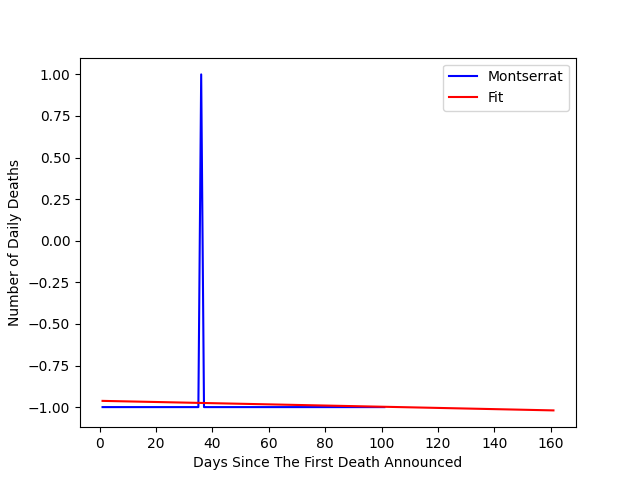 Montserrat
Fit
1.00
0.75
0.50
0.25
0.00
−0.25
−0.50
−0.75
−1.00
Number of Daily Deaths
0 20 40 60 80 100 120 140 160
Days Since The First Death Announced